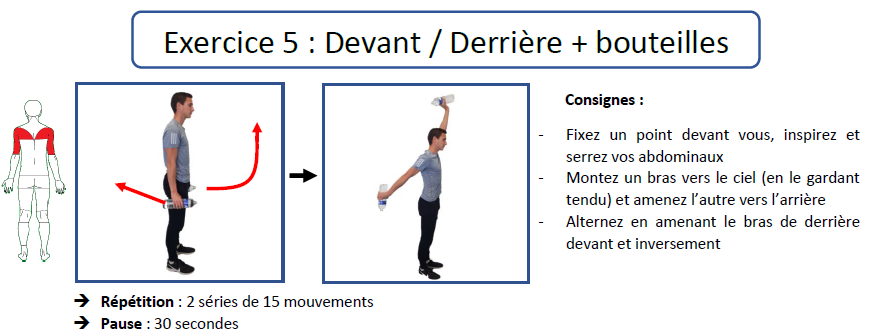 Exercice 5 : Devant / Derrière + bouteilles
Consignes :
- Fixez un point devant vous, inspirez et
serrez vos abdominaux
- Montez un bras vers le ciel (en le gardant
tendu) et amenez l’autre vers l’arrière
- Alternez en amenant le bras de derrière
devant et inversement
➔ Répétition : 2 séries de 15 mouvements
➔ Pause : 30 secondes